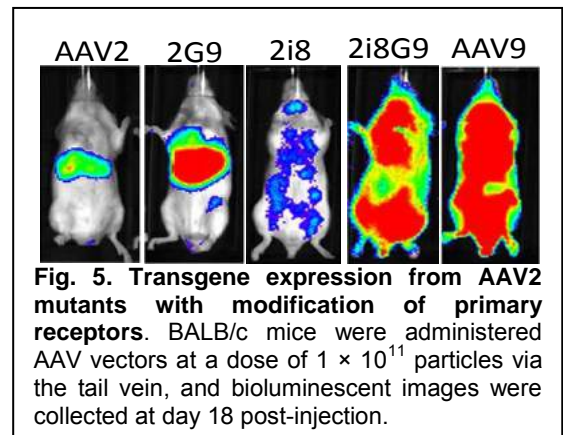 AAV2 2G9 2i8 2i8G9 AAV9
Fig. 5. Transgene expression from AAV2
mutants with modification of primary
receptors. BALB/c mice were administered
AAV vectors at a dose of 1 × 10¹¹ particles via
the tail vein, and bioluminescent images were
collected at day 18 post-injection.